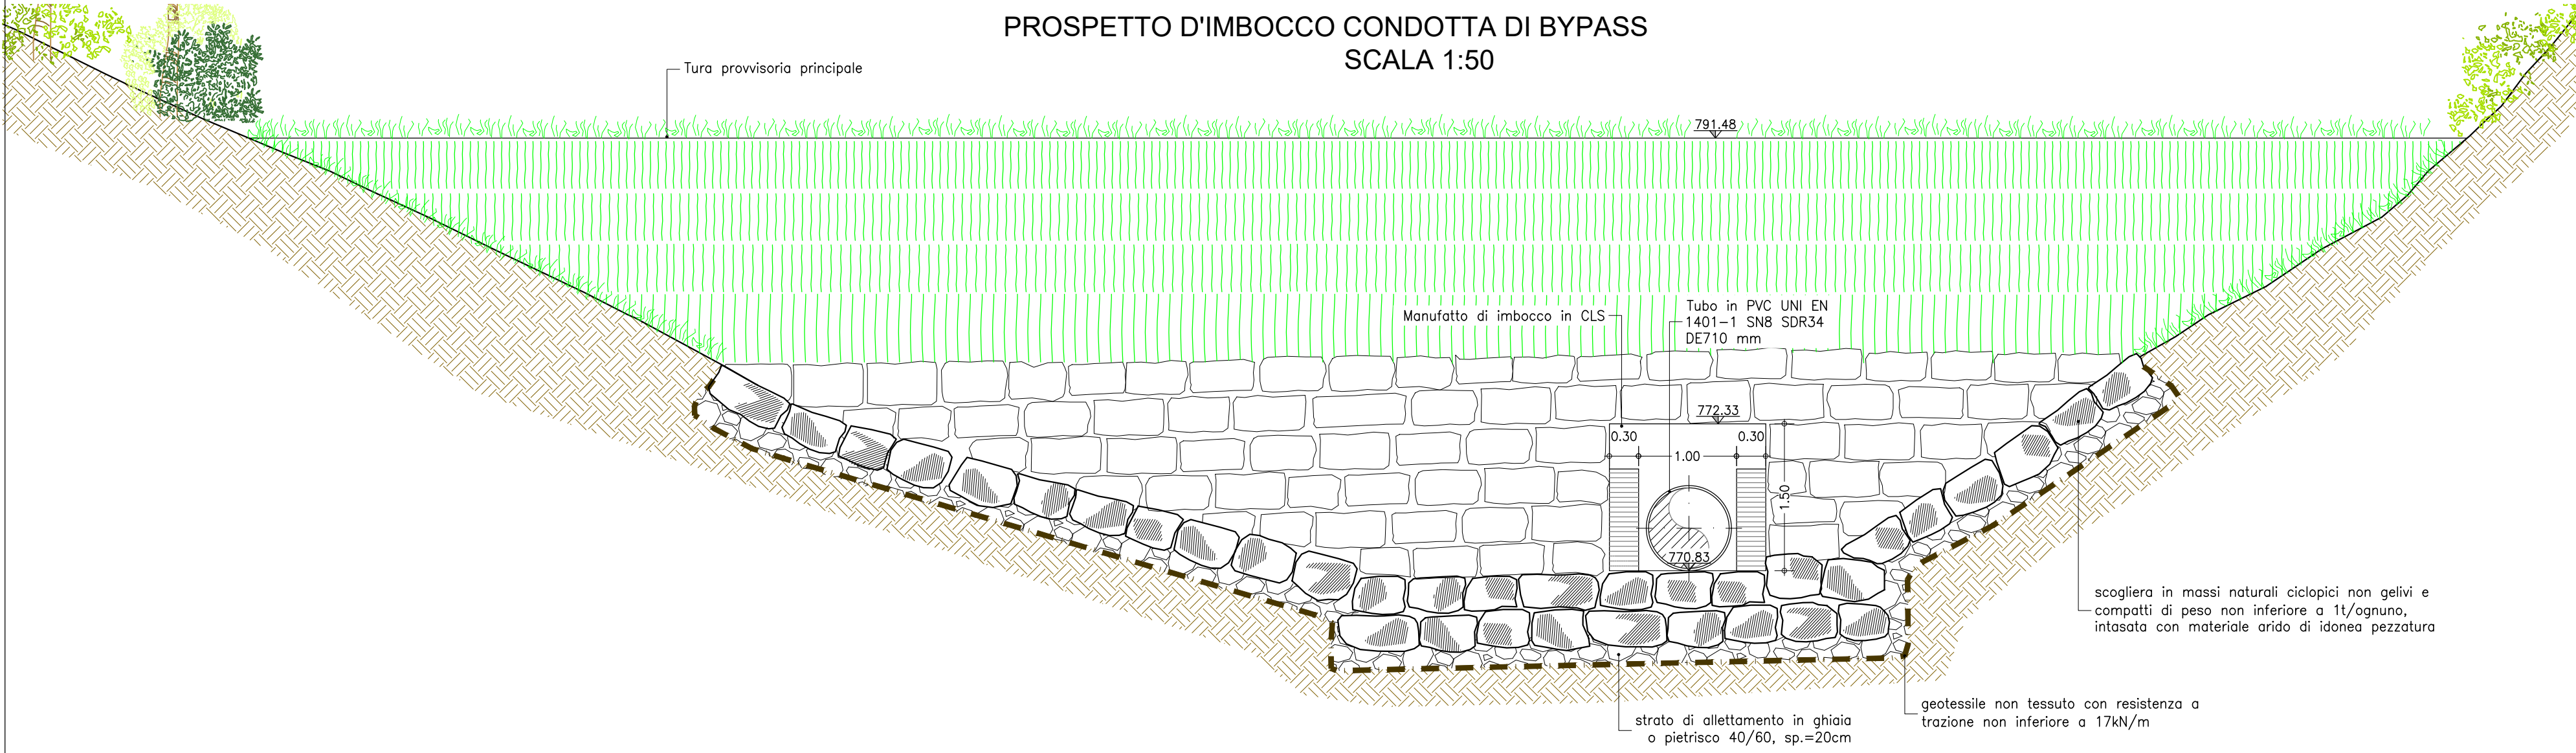 PROSPETTO D'IMBOCCO CONDOTTA DI BYPASS
SCALA 1:50
Tura provvisoria principale
791.48
Manufatto di imbocco in CLS
Tubo in PVC UNI EN
1401-1 SN8 SDR34
DE710 mm
772.33
0.30
0.30
1.00
1.50
770.83
scogliera in massi naturali ciclopici non gelivi e
compatti di peso non inferiore a 1t/ognuno,
intasata con materiale arido di idonea pezzatura
geotessile non tessuto con resistenza a
trazione non inferiore a 17kN/m
strato di allettamento in ghiaia
o pietrisco 40/60, sp.=20cm